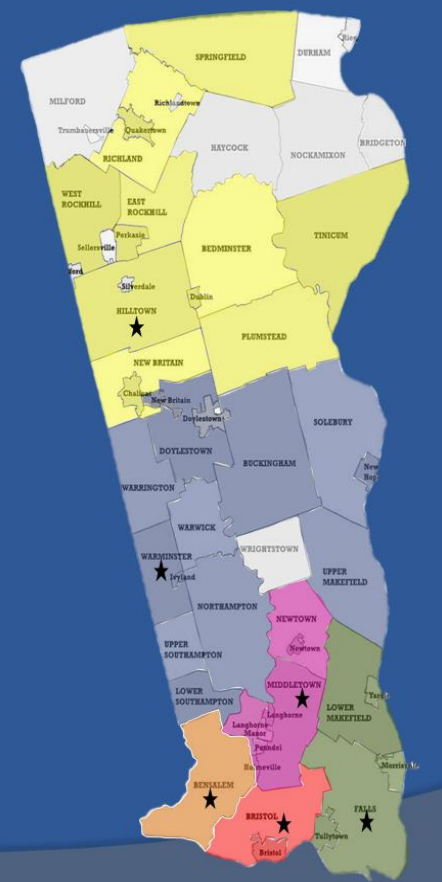 SPRINGFIELD
DURHAM
MILFORD
Richlandtown
Trumbauersville
Quakertown
RICHLAND
HAYCOCK
NOCKAMIXON
BRIDGETON
WEST
ROCKHILL
EAST
ROCKHILL
Perkasie
Sellersville
BEDMINSTER
TINICUM
Silverdale
HILLTOWN
Dublin
PLUMSTEAD
NEW BRITAIN
Chalfont
New Britain
Doylestown
SOLEBURY
DOYLESTOWN
BUCKINGHAM
New
Hop
WARRINGTON
WARWICK
WRIGHTSTOWN
WARMINSTER
Ivyland
UPPER
MAKEFIELD
NORTHAMPTON
NEWTOWN
Newtown
UPPER
SOUTHAMPTON
MIDDLETOWN
LOWER
SOUTHAMPTON
Langhorne
LOWER
MAKEFIELD
Langhorne
Manor
Penndel
Hulmeville
BENSALEM
BRISTOL
FALLS
Tullytown
Bristol